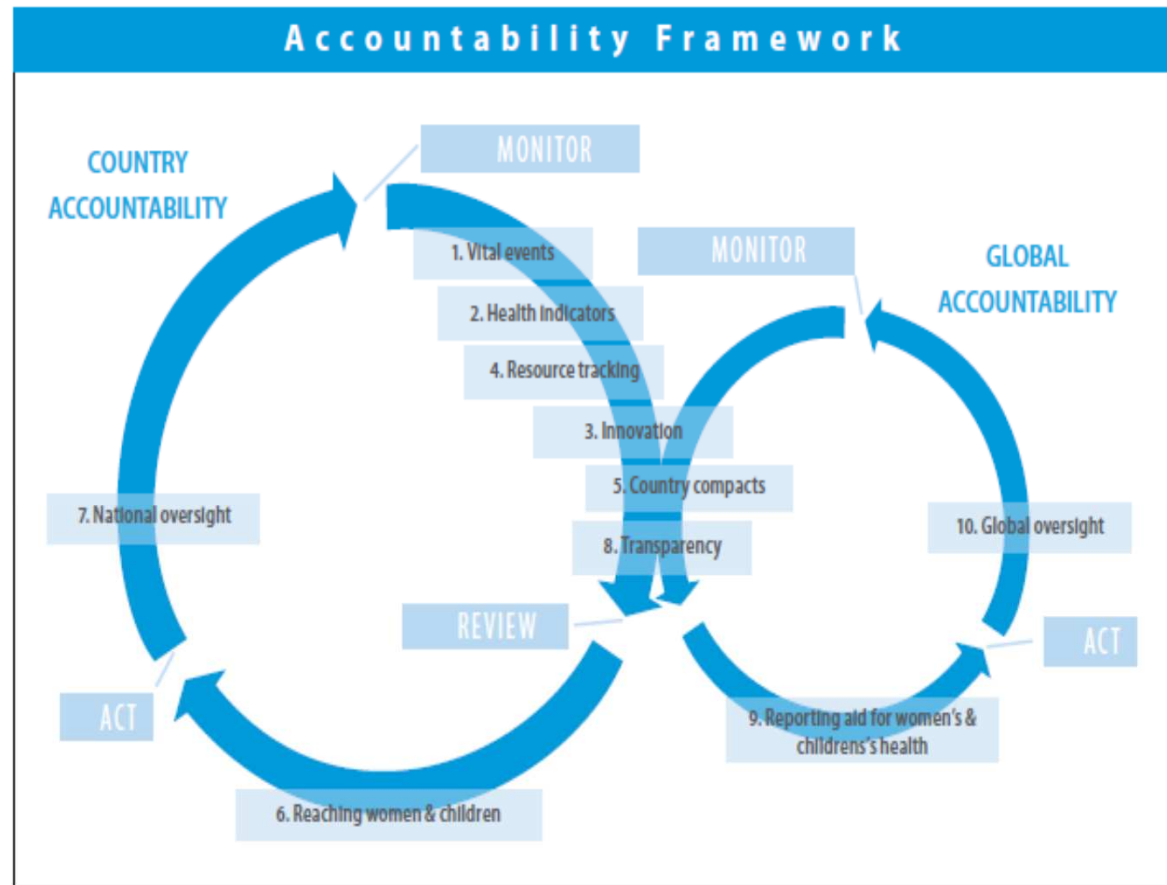 Accountability Framework
COUNTRY
ACCOUNTABILITY
MONITOR
1. Vital events
2. Health indicators
4. Resource tracking
3. Innovation
5. Country compacts
8. Transparency
REVIEW
7. National oversight
ACT
6. Reaching women & children
MONITOR
GLOBAL
ACCOUNTABILITY
10. Global oversight
ACT
9. Reporting aid for women's &
childrens's health